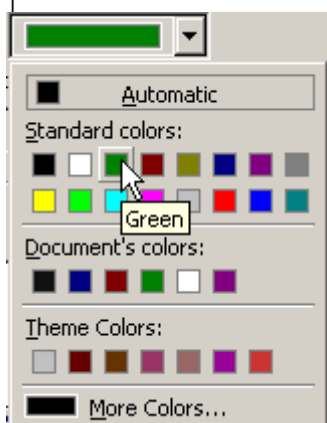 Automatic
Standard colors:
Green
Document's colors:
Theme Colors:
More Colors...